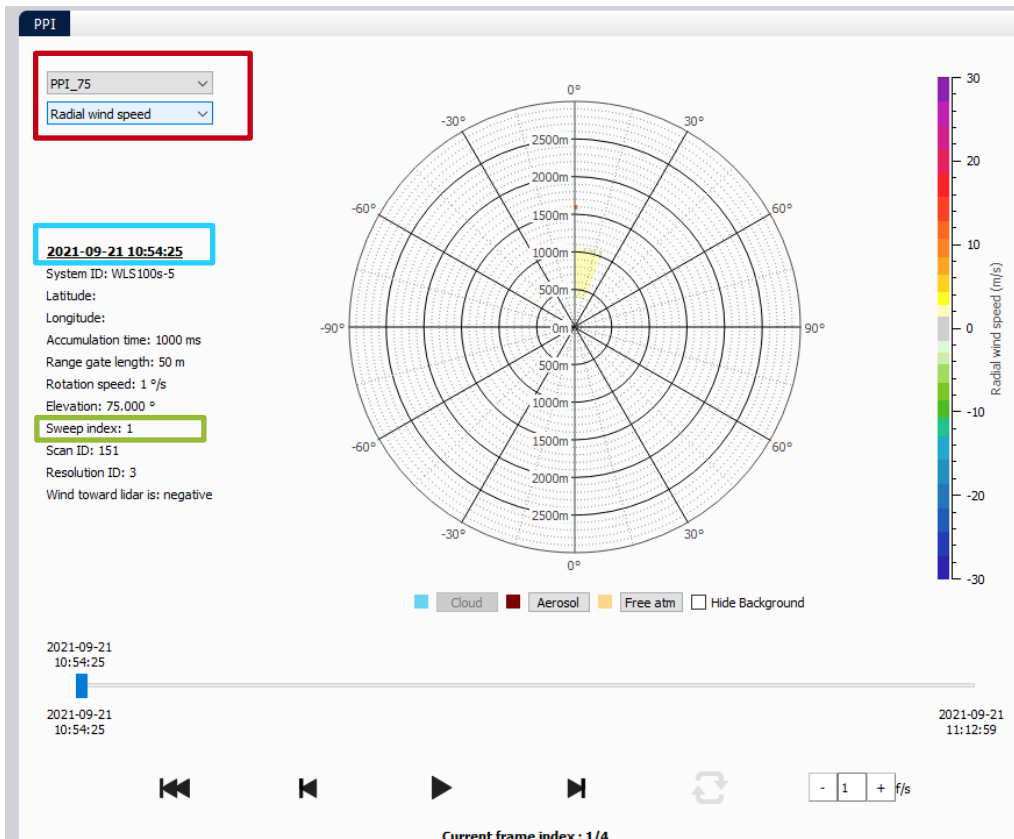 PPI
PPI_75
Radial wind speed
2021-09-21 10:54:25
System ID: WLS100s-5
Latitude:
Longitude:
Accumulation time: 1000 ms
Range gate length: 50 m
Rotation speed: 1 º/s
Elevation: 75.000 º
Sweep index: 1
Scan ID: 151
Resolution ID: 3
Wind toward lidar is: negative
0°
-30°
30°
-60°
60°
-90°
90°
-60°
60°
-30°
30°
0°
2500m
2000m
1500m
1000m
500m
0m
500m
1000m
1500m
2000m
2500m
30
20
10
0
-10
-20
-30
Radial wind speed (m/s)
Cloud
Aerosol
Free atm
Hide Background
2021-09-21
10:54:25
2021-09-21
10:54:25
2021-09-21
11:12:59
- 1 + f/s
Current frame index : 1/4